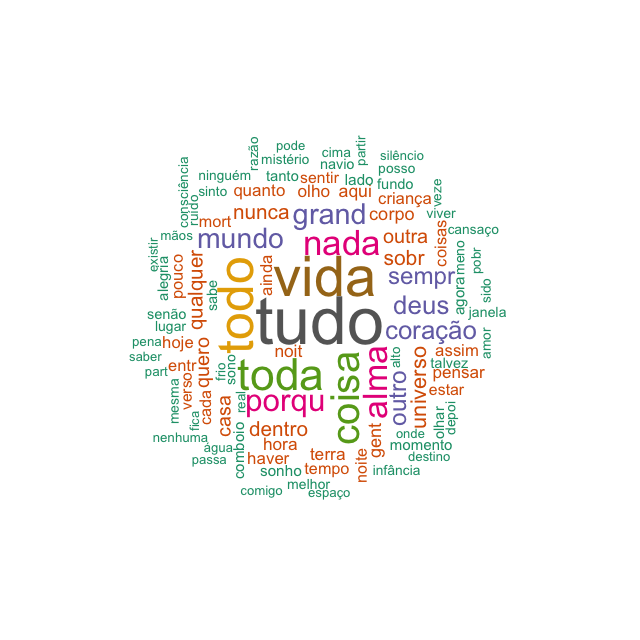 pode
cima
partir
razão
mistério
navio
silêncio
ninguém
tanto
sentir
lado
posso
consciência
sinto
quanto
olho
aqui
fundo
veze
ruído
mort
nunca
grand
corpo
criança
viver
mãos
mundo
nada
outra
coisas
cansaço
existir
alegria
pouco
qualquer
sabe
todo
ainda
vida
sobr
sempr
agora
meno
pobr
sido
senão
lugar
tudo
deus
coração
janela
pena
hoje
quero
frio
sono
noit
toda
coisa
alma
alto
outro
universo
assim
talvez
amor
saber
entr
pensar
part
verso
mesma
cada
casa
real
porqu
estar
fica
dentro
gent
onde
olhar
depoi
nenhuma
água
comboio
hora
momento
passa
haver
terra
noite
destino
sonho
tempo
infância
comigo
melhor
espaço